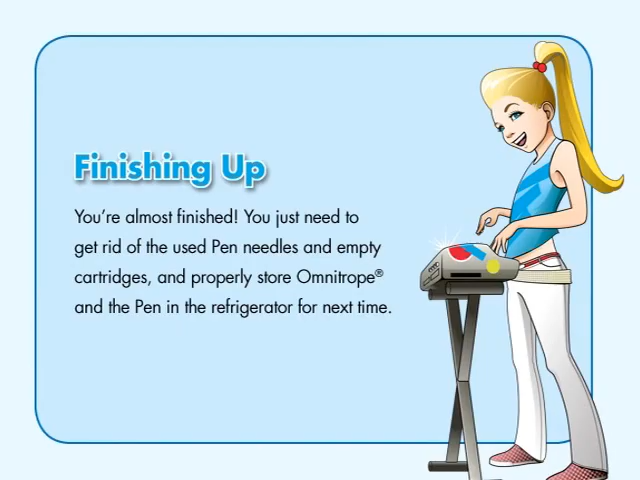 Finishing Up
You’re almost finished! You just need to
get rid of the used Pen needles and empty
cartridges, and properly store Omnitrope®
and the Pen in the refrigerator for next time.